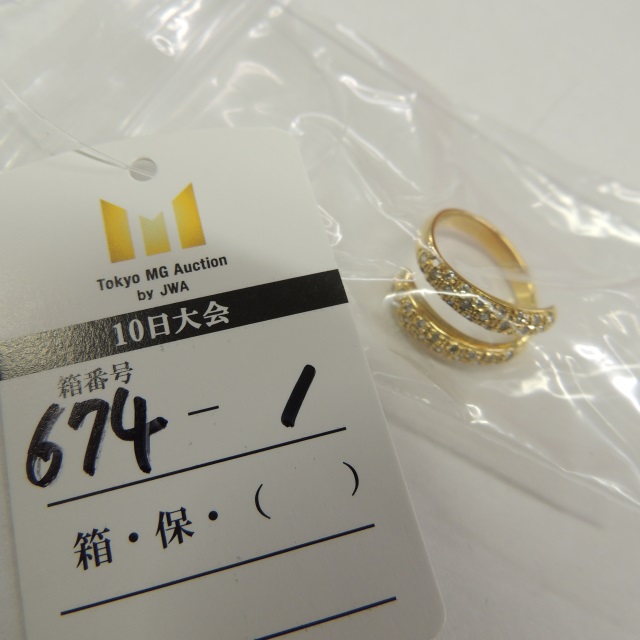 Tokyo MG Auction
by JWA
10日大会
箱番号
674 - 1
箱・保・(　　)